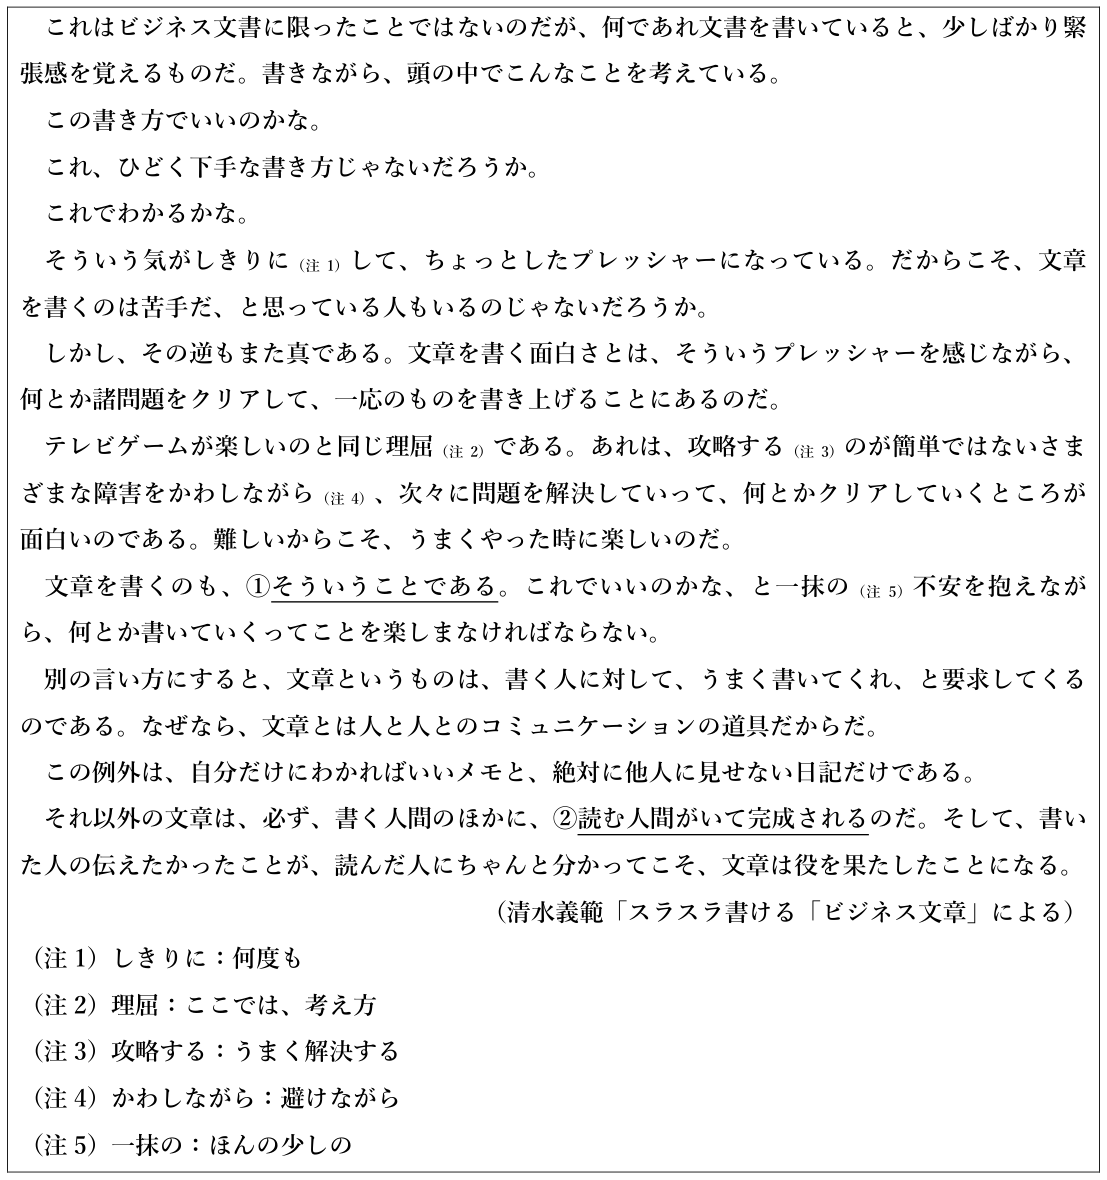 これはビジネス文書に限ったことではないのだが、何であれ文書を書いていると、少しばかり緊
張感を覚えるものだ。書きながら、頭の中でこんなことを考えている。
この書き方でいいのかな。
これ、ひどく下手な書き方じゃないだろうか。
これでわかるかな。
そういう気がしきりに（注 1）して、ちょっとしたプレッシャーになっている。だからこそ、文章
を書くのは苦手だ、と思っている人もいるのじゃないだろうか。
しかし、その逆もまた真である。文章を書く面白さとは、そういうプレッシャーを感じながら、
何とか諸問題をクリアして、一応のものを書き上げることにあるのだ。
テレビゲームが楽しいのと同じ理屈（注 2）である。あれは、攻略する（注 3）のが簡単ではないさま
ざまな障害をかわしながら（注 4）、次々に問題を解決していって、何とかクリアしていくところが
面白いのである。難しいからこそ、うまくやった時に楽しいのだ。
文章を書くのも、①そういうことである。これでいいのかな、と一抹の（注 5）不安を抱えなが
ら、何とか書いていくってことを楽しまなければならない。
別の言い方にすると、文章というものは、書く人に対して、うまく書いてくれ、と要求してくる
のである。なぜなら、文章とは人と人とのコミュニケーションの道具だからだ。
この例外は、自分だけにわかればいいメモと、絶対に他人に見せない日記だけである。
それ以外の文章は、必ず、書く人間のほかに、②読む人間がいて完成されるのだ。そして、書い
た人の伝えたかったことが、読んだ人にちゃんと分かってこそ、文章は役を果たしたことになる。
（清水義範「スラスラ書ける「ビジネス文章」による）
（注 1）しきりに：何度も
（注 2）理屈：ここでは、考え方
（注 3）攻略する：うまく解決する
（注 4）かわしながら：避けながら
（注 5）一抹の：ほんの少しの